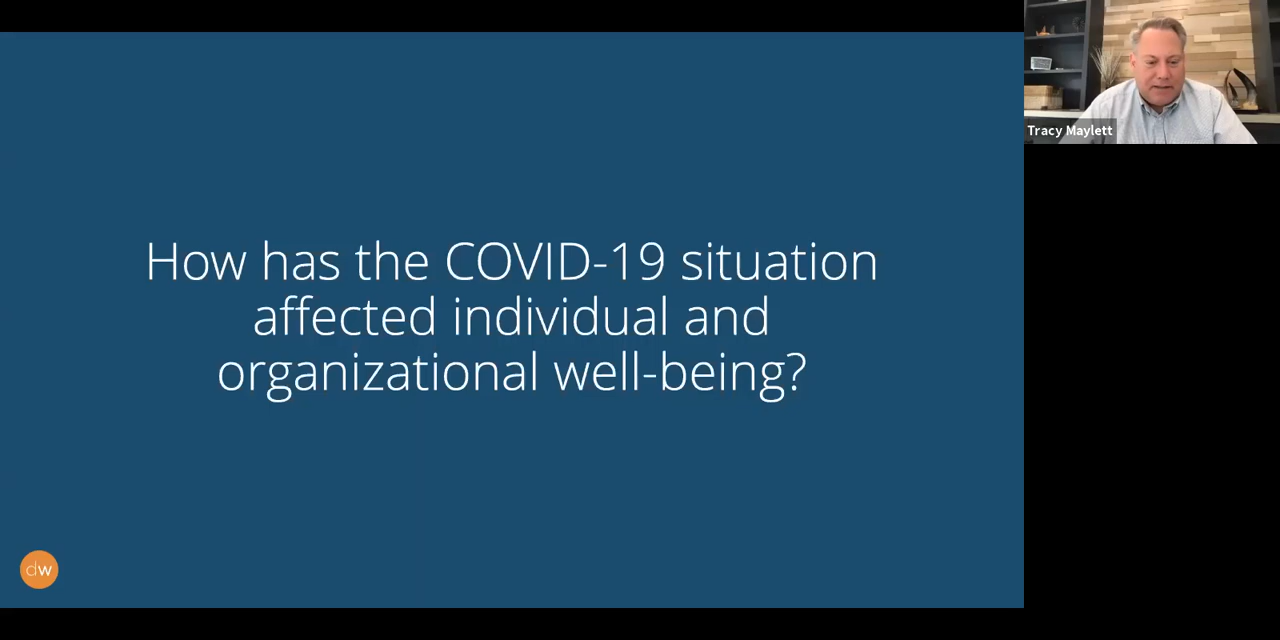 How has the COVID-19 situation
affected individual and
organizational well-being?
Tracy Maylett
dw